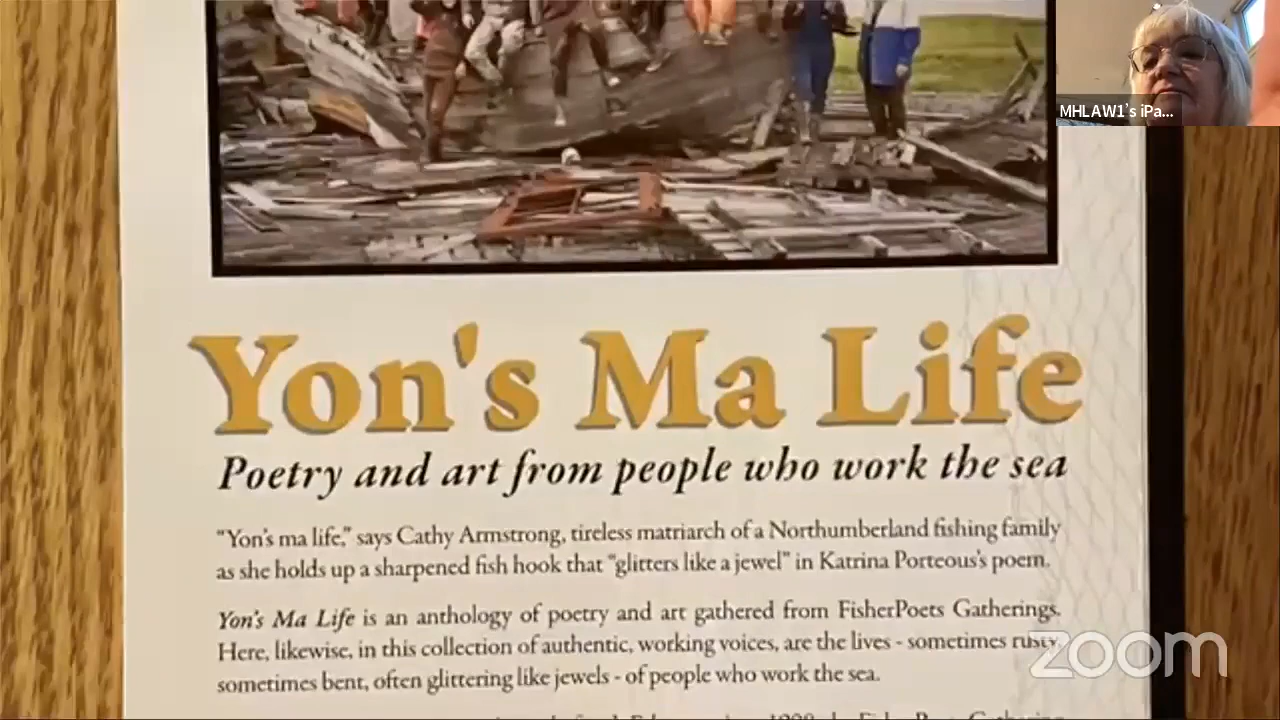 MHLAW1's iPa...
Yon's Ma Life
Poetry and art from people who work the sea
"Yon's ma life," says Cathy Armstrong, tireless matriarch of a Northumberland fishing family
as she holds up a sharpened fish hook that "glitters like a jewel" in Katrina Porteous's poem.
Yon's Ma Life is an anthology of poetry and art gathered from FisherPoets Gatherings.
Here, likewise, in this collection of authentic, working voices, are the lives - sometimes rusty,
sometimes bent, often glittering like jewels - of people who work the sea.
zoom